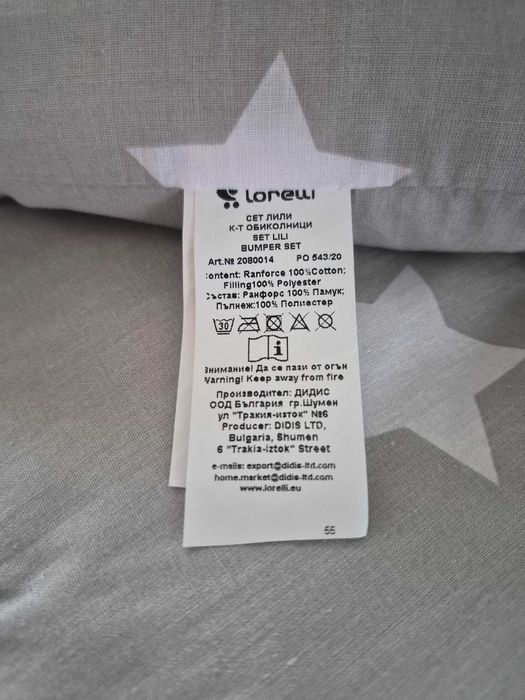 lorelli
СЕТ ЛИЛИ
К-Т ОБИКОЛНИЦИ
SET LILI
BUMPER SET
Art.№ 2080014 PO 543/20
Content: Ranforce 100%Cotton;
Filling100% Polyester
Състав: Ранфорс 100% Памук;
Пълнеж:100% Полиестер
30
i
Внимание! Да се пази от огън
Warning! Keep away from fire
Производител: ДИДИС
ООД България гр.Шумен
ул "Тракия-изток" №6
Producer: DIDIS LTD,
Bulgaria, Shumen
6 "Trakia-iztok" Street
e-mails: export@didis-ltd.com
home.market@didis-ltd.com
www.lorelli.eu
55